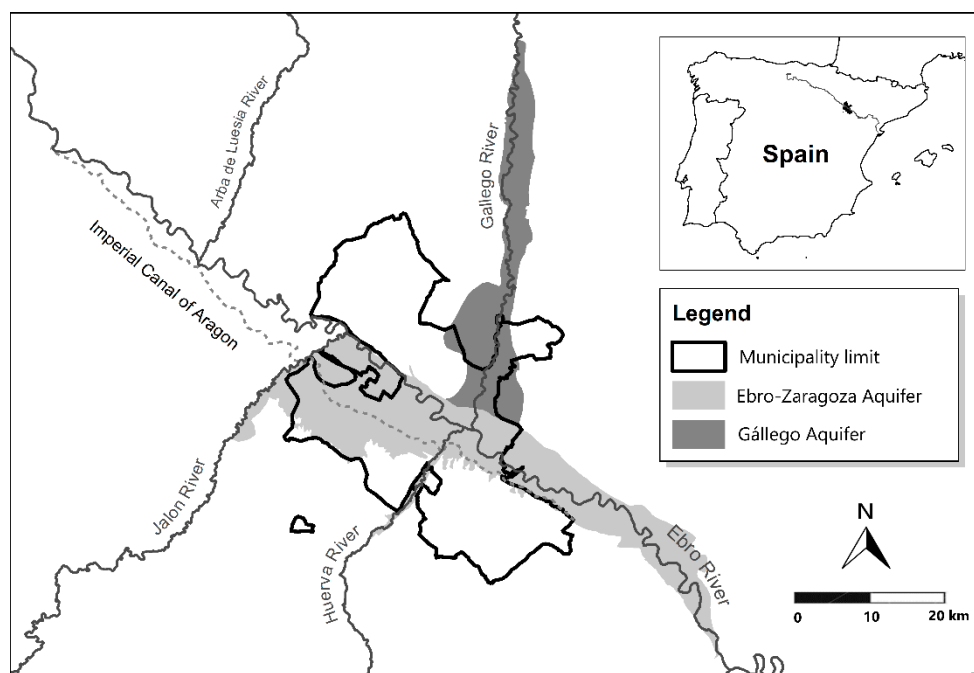 Arba de Luesia River
Gallego River
Imperial Canal of Aragon
Jalon River
Huerva River
Ebro River
Spain
Legend
Municipality limit
Ebro-Zaragoza Aquifer
Gállego Aquifer
N
0 10 20 km